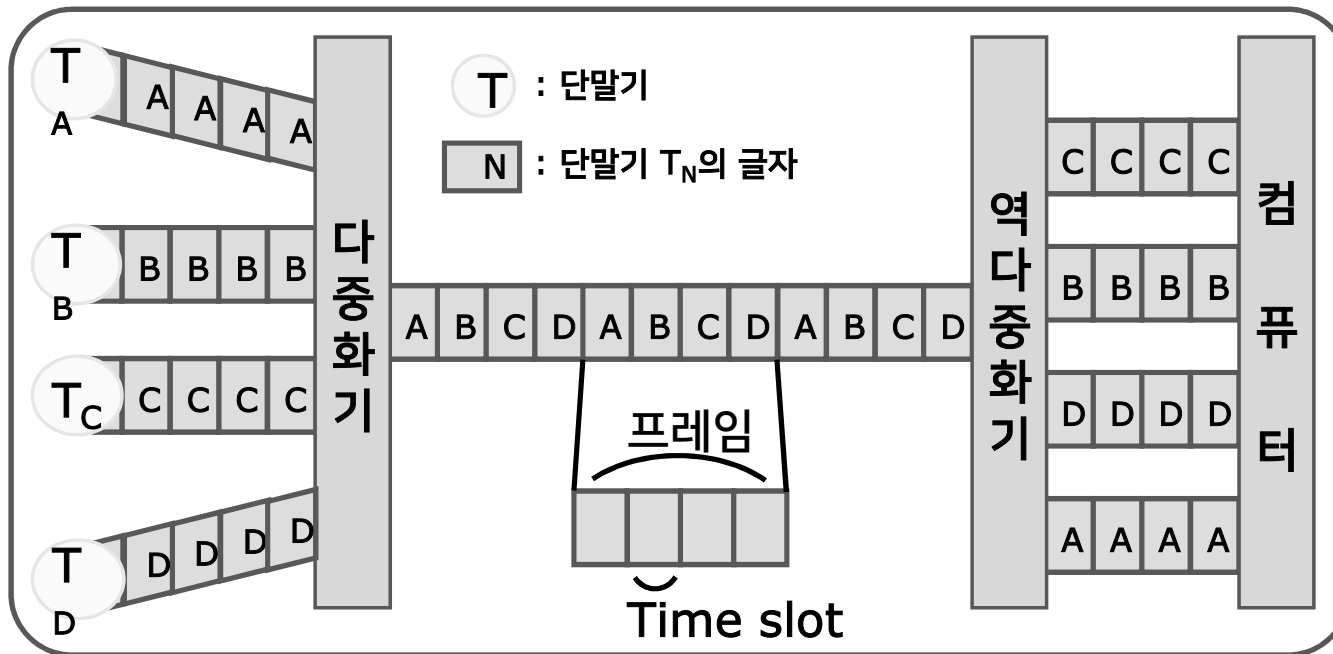 T A
A A A A
T B
B B B B
T C
C C C C
T D
D D D D
다중화기
T : 단말기
N : 단말기 TN의 글자
A B C D A B C D A B C D
프레임
Time slot
역다중화기
C C C C
B B B B
D D D D
A A A A
컴퓨터